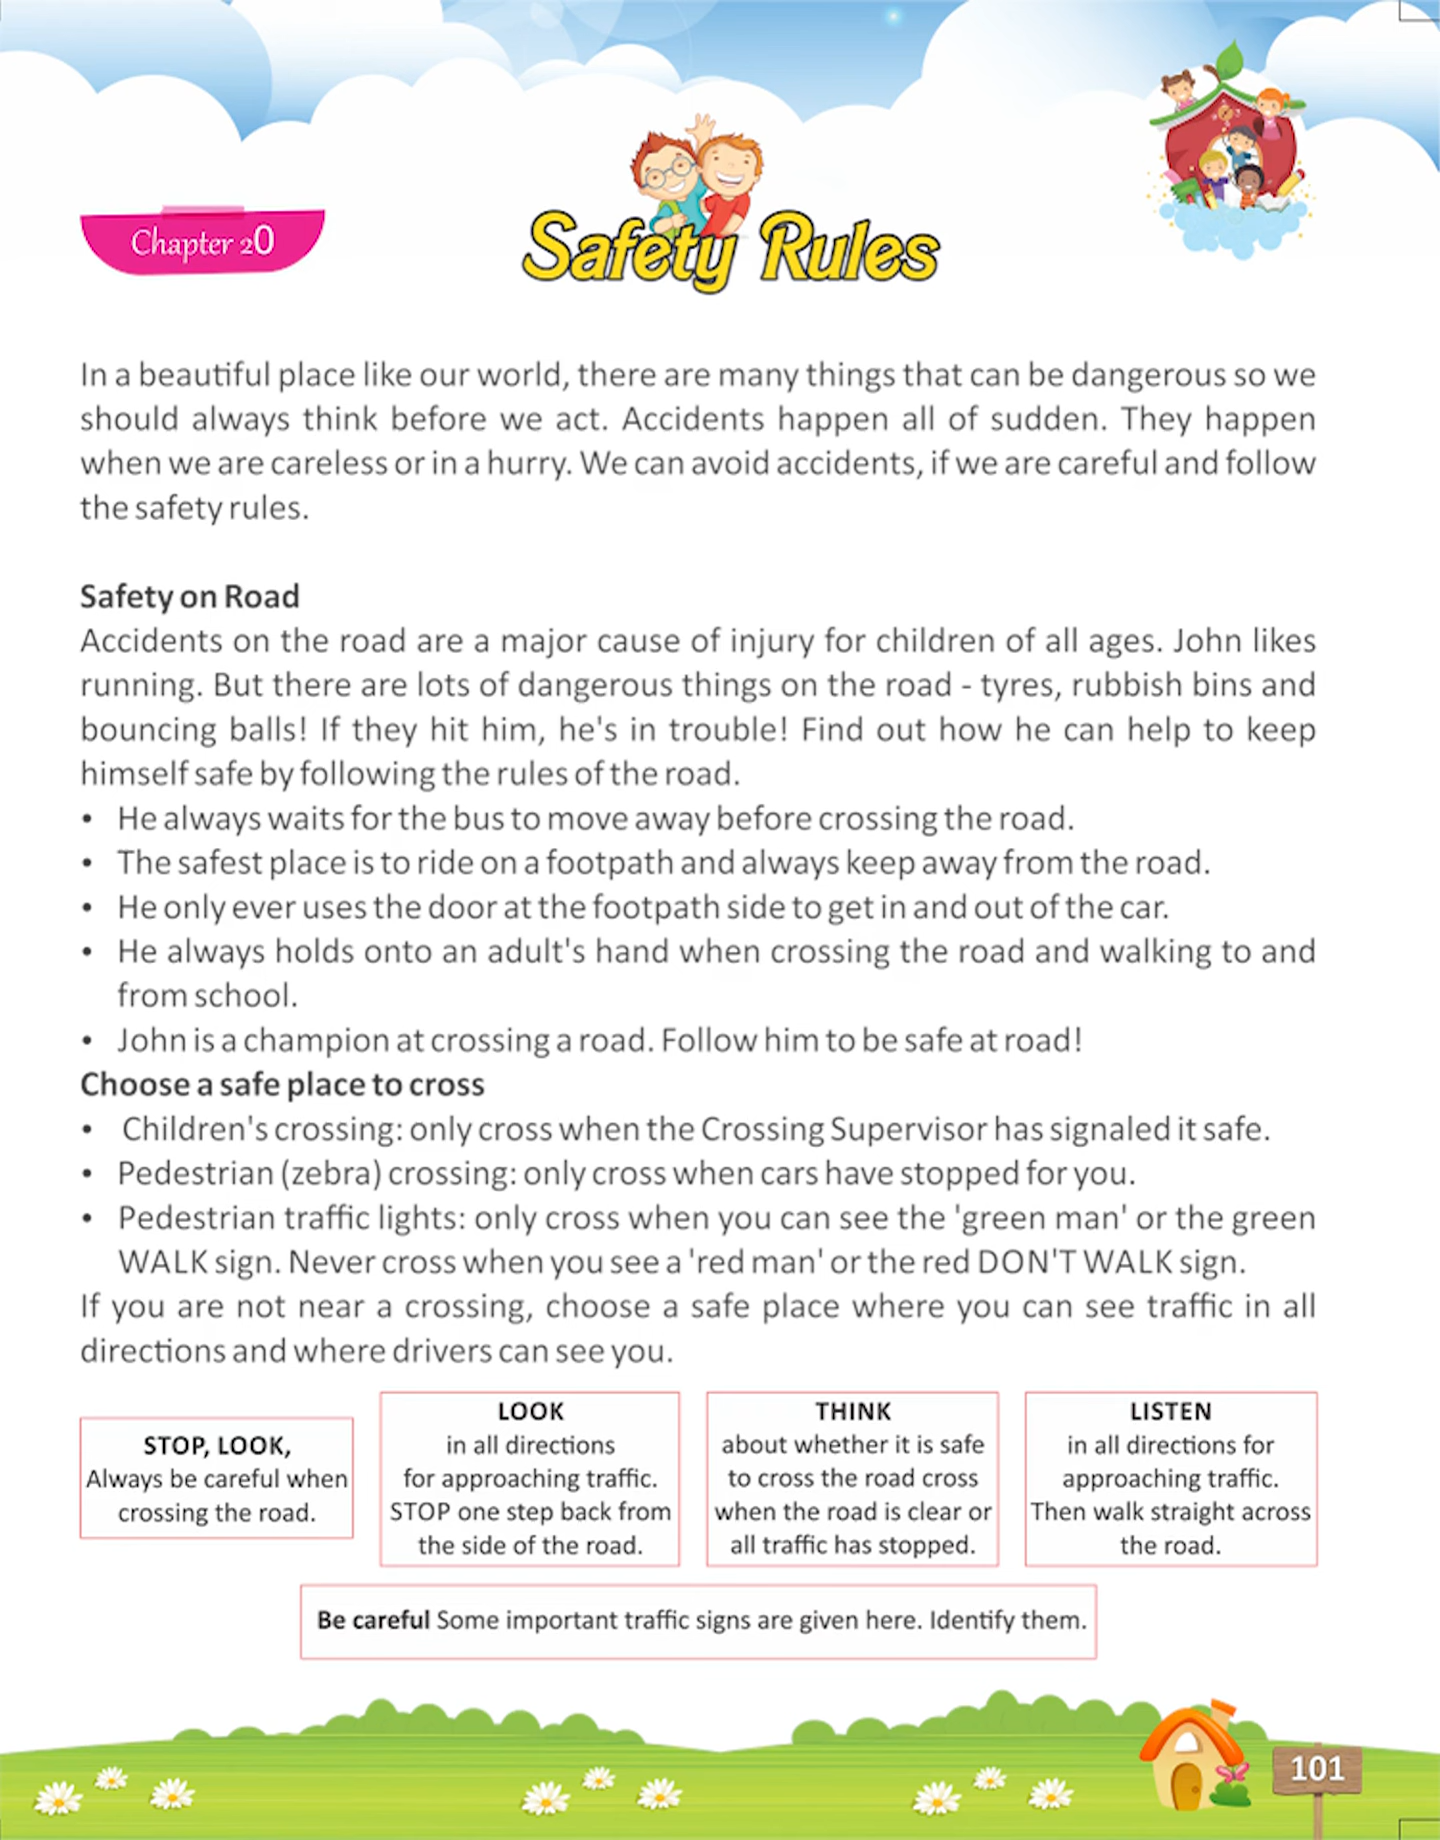 Chapter 20
Safety Rules
In a beautiful place like our world, there are many things that can be dangerous so we
should always think before we act. Accidents happen all of sudden. They happen
when we are careless or in a hurry. We can avoid accidents, if we are careful and follow
the safety rules.
Safety on Road
Accidents on the road are a major cause of injury for children of all ages. John likes
running. But there are lots of dangerous things on the road - tyres, rubbish bins and
bouncing balls! If they hit him, he's in trouble! Find out how he can help to keep
himself safe by following the rules of the road.
• He always waits for the bus to move away before crossing the road.
• The safest place is to ride on a footpath and always keep away from the road.
• He only ever uses the door at the footpath side to get in and out of the car.
• He always holds onto an adult's hand when crossing the road and walking to and
from school.
• John is a champion at crossing a road. Follow him to be safe at road!
Choose a safe place to cross
• Children's crossing: only cross when the Crossing Supervisor has signaled it safe.
• Pedestrian (zebra) crossing: only cross when cars have stopped for you.
• Pedestrian traffic lights: only cross when you can see the 'green man' or the green
WALK sign. Never cross when you see a 'red man' or the red DON'T WALK sign.
If you are not near a crossing, choose a safe place where you can see traffic in all
directions and where drivers can see you.
STOP, LOOK,
Always be careful when
crossing the road.
LOOK
in all directions
for approaching traffic.
STOP one step back from
the side of the road.
THINK
about whether it is safe
to cross the road cross
when the road is clear or
all traffic has stopped.
LISTEN
in all directions for
approaching traffic.
Then walk straight across
the road.
Be careful Some important traffic signs are given here. Identify them.
101